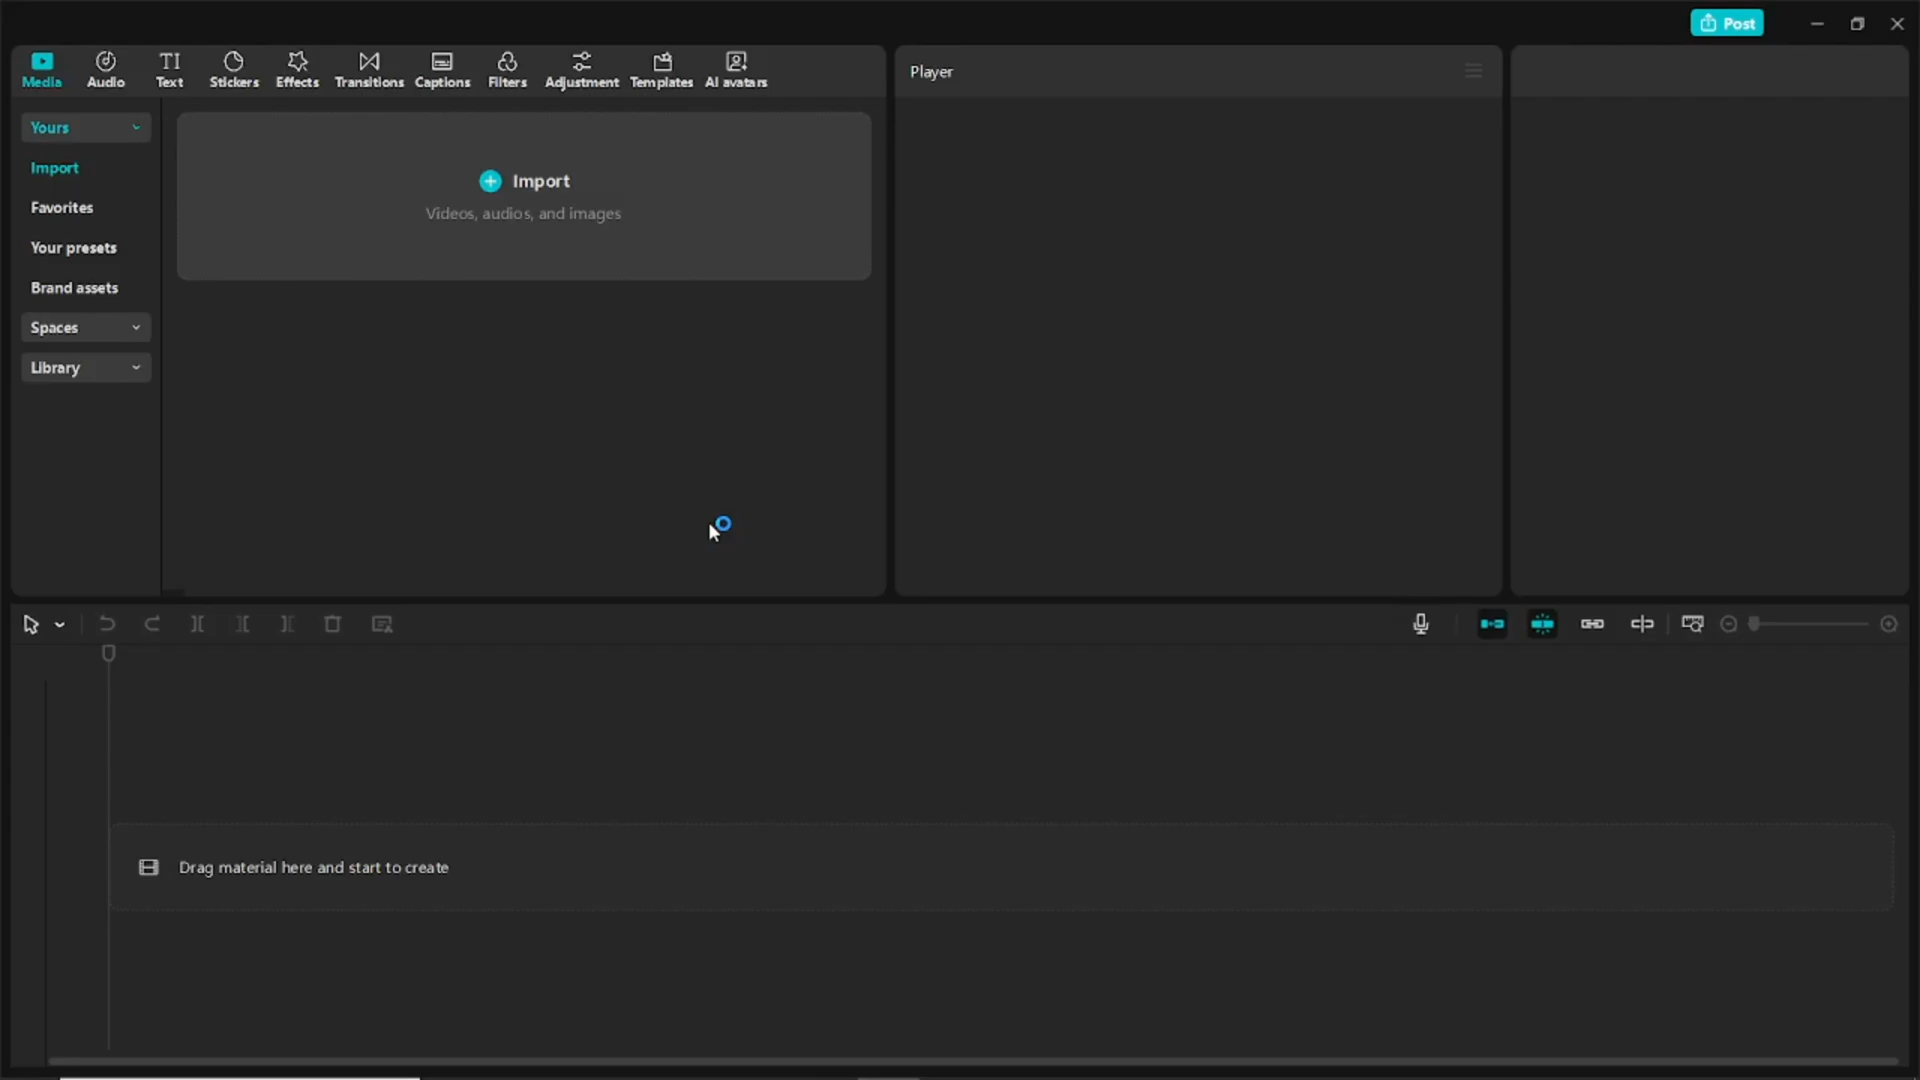 Post
Media
Audio
TI
Text
Stickers
Effects
Transitions
Captions
Filters
Adjustment
Templates
AI avatars
Player
Yours
Import
Favorites
Your presets
Brand assets
Spaces
Library
Import
Videos, audios, and images
Drag material here and start to create